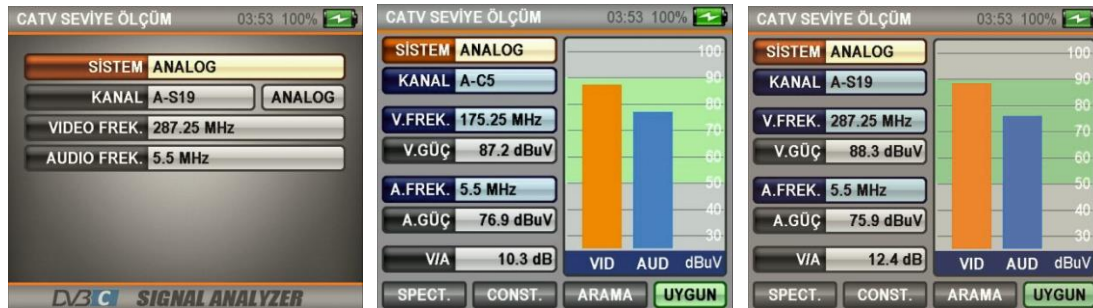 CATV SEVİYE ÖLÇÜM 03:53 100%
SİSTEM ANALOG
KANAL A-S19 ANALOG
VIDEO FREK. 287.25 MHz
AUDIO FREK. 5.5 MHz
DVB C SIGNAL ANALYZER
CATV SEVİYE ÖLÇÜM 03:53 100%
SİSTEM ANALOG
KANAL A-C5
V.FREK. 175.25 MHz
V.GÜÇ 87.2 dBuV
A.FREK. 5.5 MHz
A.GÜÇ 76.9 dBuV
V/A 10.3 dB
100
90
80
70
60
50
40
30
VID AUD dBuV
SPECT. CONST. ARAMA UYGUN
CATV SEVİYE ÖLÇÜM 03:53 100%
SİSTEM ANALOG
KANAL A-S19
V.FREK. 287.25 MHz
V.GÜÇ 88.3 dBuV
A.FREK. 5.5 MHz
A.GÜÇ 75.9 dBuV
V/A 12.4 dB
100
90
80
70
60
50
40
30
VID AUD dBuV
SPECT. CONST. ARAMA UYGUN